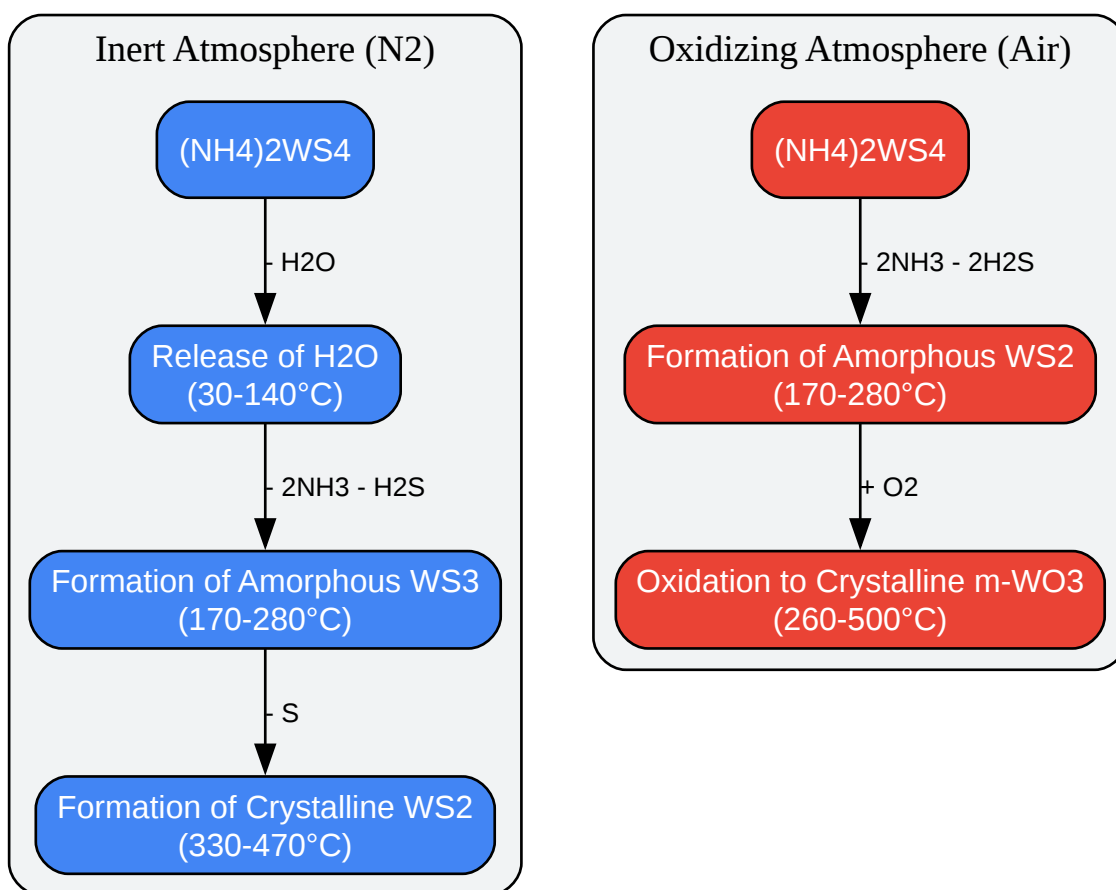 Inert Atmosphere (N2)
(NH4)2WS4
- H2O
Release of H2O
(30-140°C)
- 2NH3 - H2S
Formation of Amorphous WS3
(170-280°C)
- S
Formation of Crystalline WS2
(330-470°C)
Oxidizing Atmosphere (Air)
(NH4)2WS4
- 2NH3 - 2H2S
Formation of Amorphous WS2
(170-280°C)
+ O2
Oxidation to Crystalline m-WO3
(260-500°C)